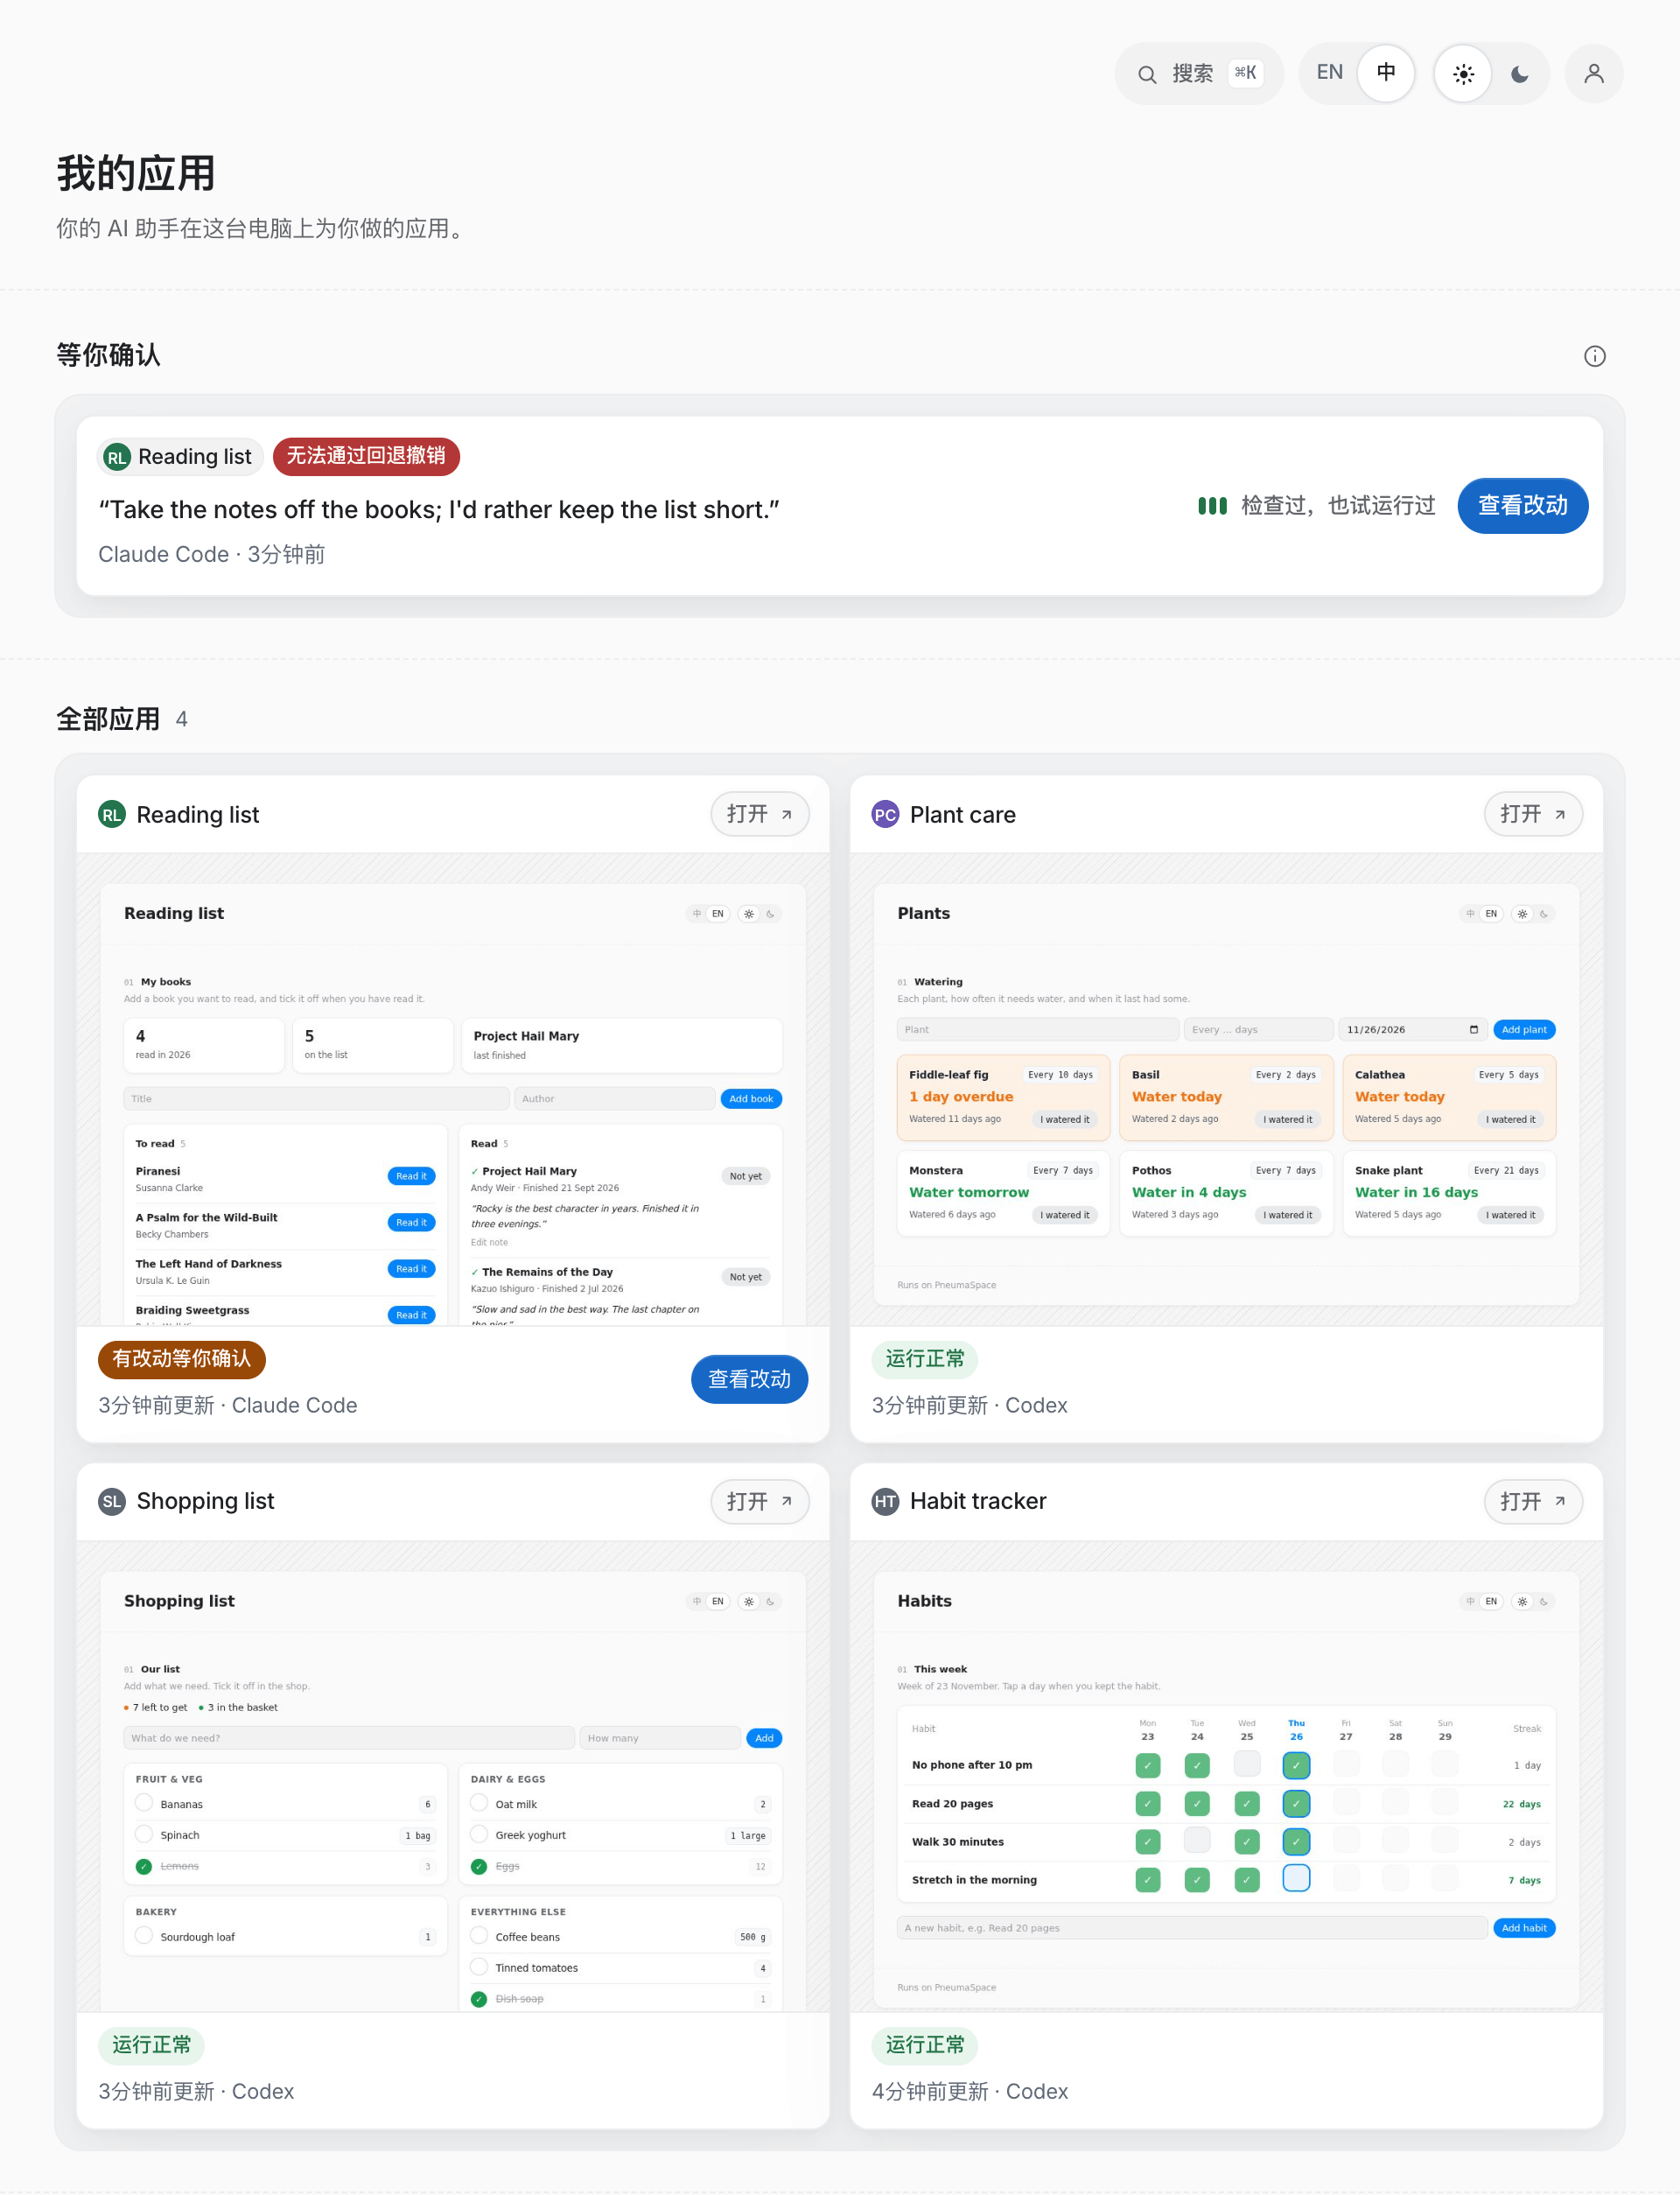 搜索 ⌘K EN 中
我的应用
你的 AI 助手在这台电脑上为你做的应用。
等你确认
RL Reading list 无法通过回退撤销
“Take the notes off the books; I'd rather keep the list short.”
Claude Code · 3分钟前
检查过，也试运行过 查看改动
全部应用 4
RL Reading list 打开
Reading list 中 EN
01 My books
Add a book you want to read, and tick it off when you have read it.
4
read in 2026
5
on the list
Project Hail Mary
last finished
Title Author Add book
To read 5
Piranesi
Susanna Clarke
Read it
A Psalm for the Wild-Built
Becky Chambers
Read it
The Left Hand of Darkness
Ursula K. Le Guin
Read it
Braiding Sweetgrass
Read it
Read 5
✓ Project Hail Mary
Andy Weir · Finished 21 Sept 2026
Not yet
“Rocky is the best character in years. Finished it in
three evenings.”
Edit note
✓ The Remains of the Day
Kazuo Ishiguro · Finished 2 Jul 2026
Not yet
“Slow and sad in the best way. The last chapter on
有改动等你确认
3分钟前更新 · Claude Code
查看改动
PC Plant care 打开
Plants 中 EN
01 Watering
Each plant, how often it needs water, and when it last had some.
Plant Every ... days 11/26/2026 Add plant
Fiddle-leaf fig Every 10 days
1 day overdue
Watered 11 days ago I watered it
Basil Every 2 days
Water today
Watered 2 days ago I watered it
Calathea Every 5 days
Water today
Watered 5 days ago I watered it
Monstera Every 7 days
Water tomorrow
Watered 6 days ago I watered it
Pothos Every 7 days
Water in 4 days
Watered 3 days ago I watered it
Snake plant Every 21 days
Water in 16 days
Watered 5 days ago I watered it
Runs on PneumaSpace
运行正常
3分钟前更新 · Codex
SL Shopping list 打开
Shopping list 中 EN
01 Our list
Add what we need. Tick it off in the shop.
7 left to get 3 in the basket
What do we need? How many Add
FRUIT & VEG
Bananas 6
Spinach 1 bag
✓ Lemons 3
DAIRY & EGGS
Oat milk 2
Greek yoghurt 1 large
✓ Eggs 12
BAKERY
Sourdough loaf 1
EVERYTHING ELSE
Coffee beans 500 g
Tinned tomatoes 4
✓ Dish soap 1
运行正常
3分钟前更新 · Codex
HT Habit tracker 打开
Habits 中 EN
01 This week
Week of 23 November. Tap a day when you kept the habit.
Habit Mon 23 Tue 24 Wed 25 Thu 26 Fri 27 Sat 28 Sun 29 Streak
No phone after 10 pm ✓ ✓ ✓ 1 day
Read 20 pages ✓ ✓ ✓ ✓ 22 days
Walk 30 minutes ✓ ✓ ✓ 2 days
Stretch in the morning ✓ ✓ ✓ 7 days
A new habit, e.g. Read 20 pages Add habit
Runs on PneumaSpace
运行正常
4分钟前更新 · Codex